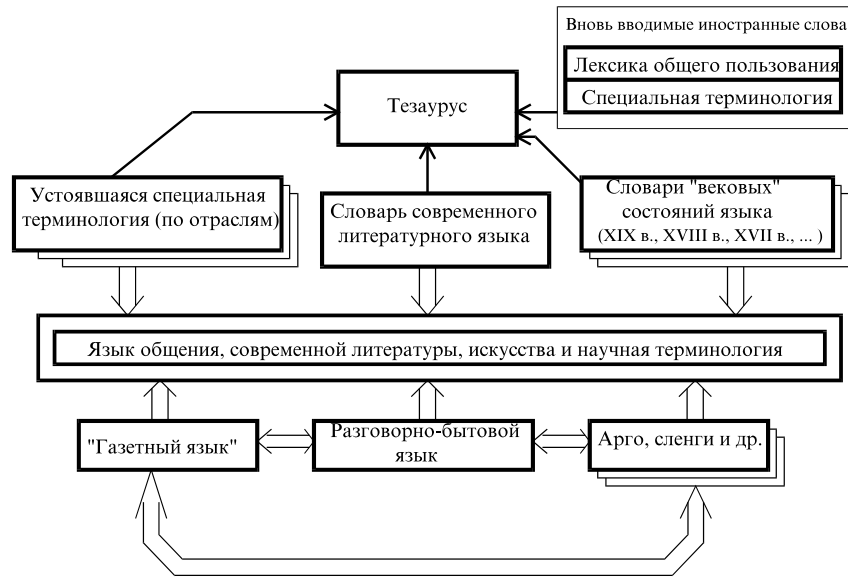 Вновь вводимые иностранные слова
Лексика общего пользования
Специальная терминология
Тезаурус
Устоявшаяся специальная
терминология (по отраслям)
Словарь современного
литературного языка
Словари "вековых"
состояний языка
(XIX в., XVIII в., XVII в., ... )
Язык общения, современной литературы, искусства и научная терминология
"Газетный язык"
Разговорно-бытовой
язык
Арго, сленги и др.